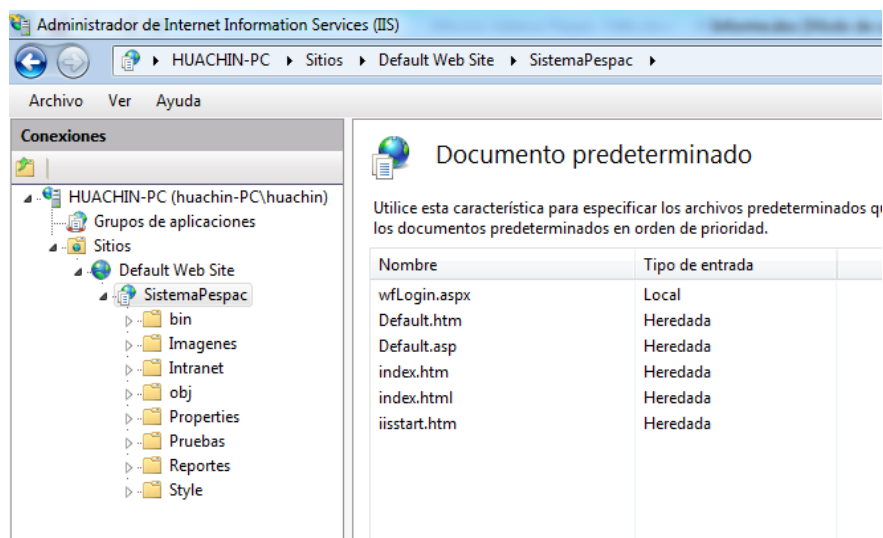 Administrador de Internet Information Services (IIS)
HUACHIN-PC Sitios Default Web Site SistemaPespac
Archivo Ver Ayuda
Conexiones
HUACHIN-PC (huachin-PC\huachin)
Grupos de aplicaciones
Sitios
Default Web Site
SistemaPespac
bin
Imagenes
Intranet
obj
Properties
Pruebas
Reportes
Style
Documento predeterminado
Utilice esta característica para especificar los archivos predeterminados
los documentos predeterminados en orden de prioridad.
Nombre Tipo de entrada
wfLogin.aspx Local
Default.htm Heredada
Default.asp Heredada
index.htm Heredada
index.html Heredada
iisstart.htm Heredada